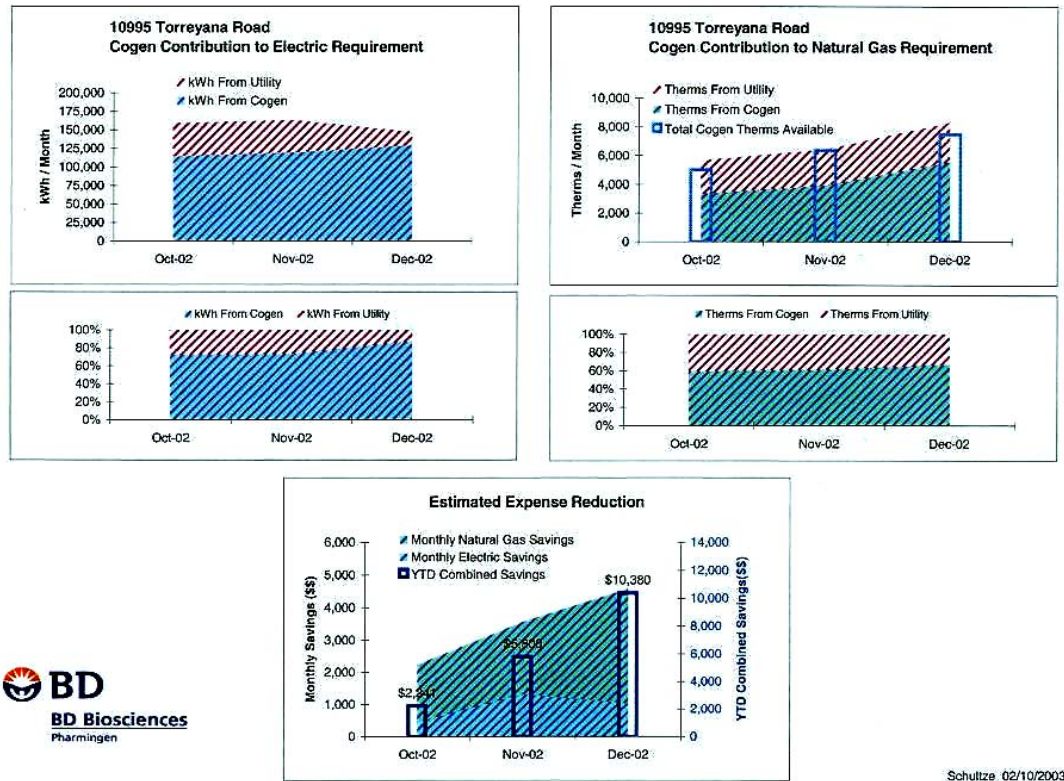 10995 Torreyana Road
Cogen Contribution to Electric Requirement
kWh From Utility
kWh From Cogen
200,000
175,000
150,000
125,000
100,000
75,000
50,000
25,000
0
kWh / Month
Oct-02 Nov-02 Dec-02
10995 Torreyana Road
Cogen Contribution to Natural Gas Requirement
Therms From Utility
Therms From Cogen
Total Cogen Therms Available
10,000
8,000
6,000
4,000
2,000
0
Therms / Month
Oct-02 Nov-02 Dec-02
kWh From Cogen kWh From Utility
100%
80%
60%
40%
20%
0%
Oct-02 Nov-02 Dec-02
Therms From Cogen Therms From Utility
100%
80%
60%
40%
20%
0%
Oct-02 Nov-02 Dec-02
Estimated Expense Reduction
Monthly Natural Gas Savings
Monthly Electric Savings
YTD Combined Savings
6,000
5,000
4,000
3,000
2,000
1,000
0
Monthly Savings ($$)
14,000
12,000
10,000
8,000
6,000
4,000
2,000
0
YTD Combined Savings($$)
$10,380
Oct-02 Nov-02 Dec-02
BD
BD Biosciences
Pharmingen
Schultze 02/10/2003